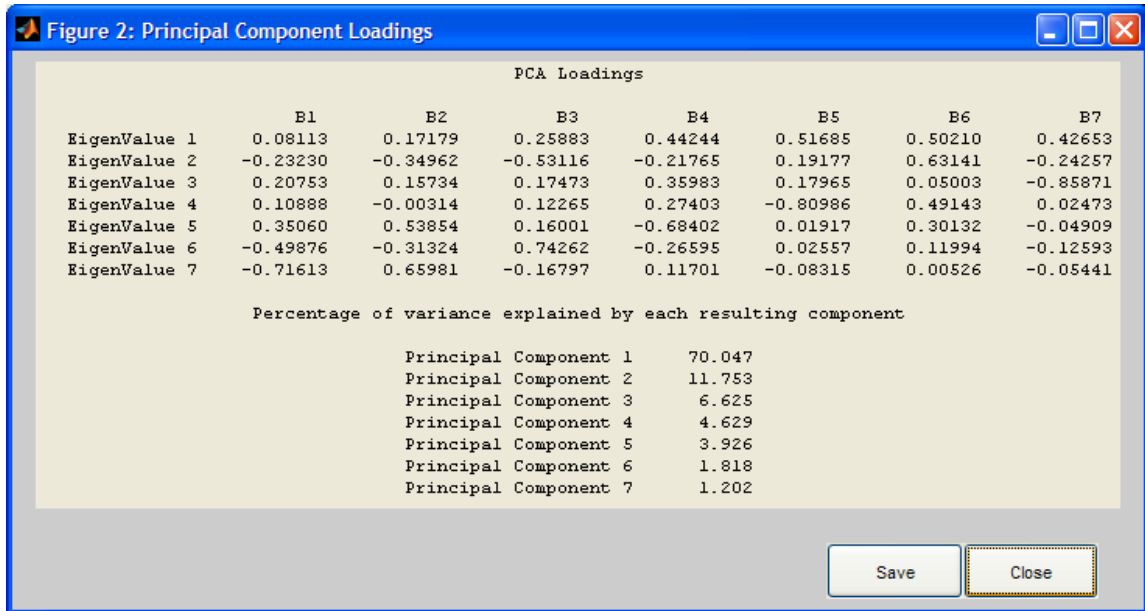 Figure 2: Principal Component Loadings
PCA Loadings
B1 B2 B3 B4 B5 B6 B7
EigenValue 1 0.08113 0.17179 0.25883 0.44244 0.51685 0.50210 0.42653
EigenValue 2 -0.23230 -0.34962 -0.53116 -0.21765 0.19177 0.63141 -0.24257
EigenValue 3 0.20753 0.15734 0.17473 0.35983 0.17965 0.05003 -0.85871
EigenValue 4 0.10888 -0.00314 0.12265 0.27403 -0.80986 0.49143 0.02473
EigenValue 5 0.35060 0.53854 0.16001 -0.68402 0.01917 0.30132 -0.04909
EigenValue 6 -0.49876 -0.31324 0.74262 -0.26595 0.02557 0.11994 -0.12593
EigenValue 7 -0.71613 0.65981 -0.16797 0.11701 -0.08315 0.00526 -0.05441
Percentage of variance explained by each resulting component
Principal Component 1 70.047
Principal Component 2 11.753
Principal Component 3 6.625
Principal Component 4 4.629
Principal Component 5 3.926
Principal Component 6 1.818
Principal Component 7 1.202
Save Close